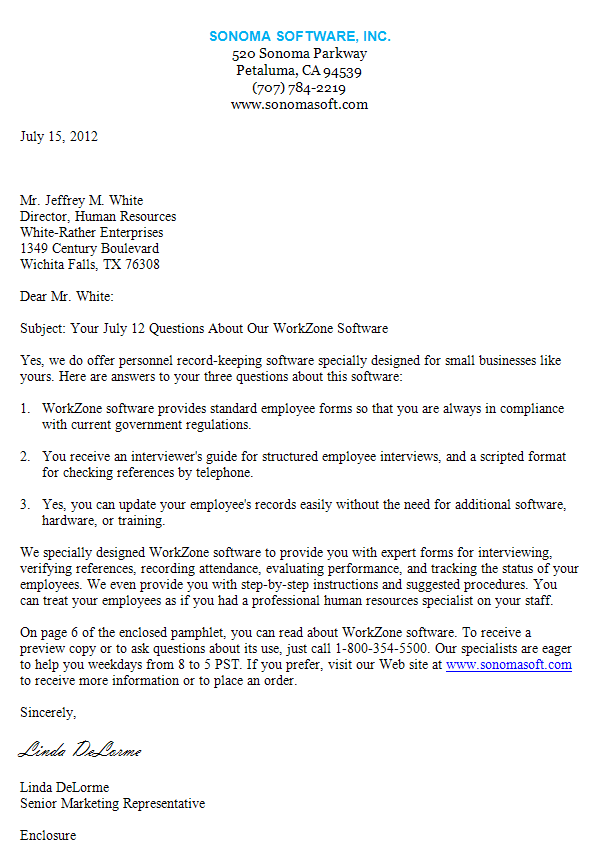 SONOMA SOFTWARE, INC.
520 Sonoma Parkway
Petaluma, CA 94539
(707) 784-2219
www.sonomasoft.com
July 15, 2012
Mr. Jeffrey M. White
Director, Human Resources
White-Rather Enterprises
1349 Century Boulevard
Wichita Falls, TX 76308
Dear Mr. White:
Subject: Your July 12 Questions About Our WorkZone Software
Yes, we do offer personnel record-keeping software specially designed for small businesses like
yours. Here are answers to your three questions about this software:
1. WorkZone software provides standard employee forms so that you are always in compliance
with current government regulations.
2. You receive an interviewer's guide for structured employee interviews, and a scripted format
for checking references by telephone.
3. Yes, you can update your employee's records easily without the need for additional software,
hardware, or training.
We specially designed WorkZone software to provide you with expert forms for interviewing,
verifying references, recording attendance, evaluating performance, and tracking the status of your
employees. We even provide you with step-by-step instructions and suggested procedures. You
can treat your employees as if you had a professional human resources specialist on your staff.
On page 6 of the enclosed pamphlet, you can read about WorkZone software. To receive a
preview copy or to ask questions about its use, just call 1-800-354-5500. Our specialists are eager
to help you weekdays from 8 to 5 PST. If you prefer, visit our Web site at www.sonomasoft.com
to receive more information or to place an order.
Sincerely,
Linda DeLorme
Linda DeLorme
Senior Marketing Representative
Enclosure